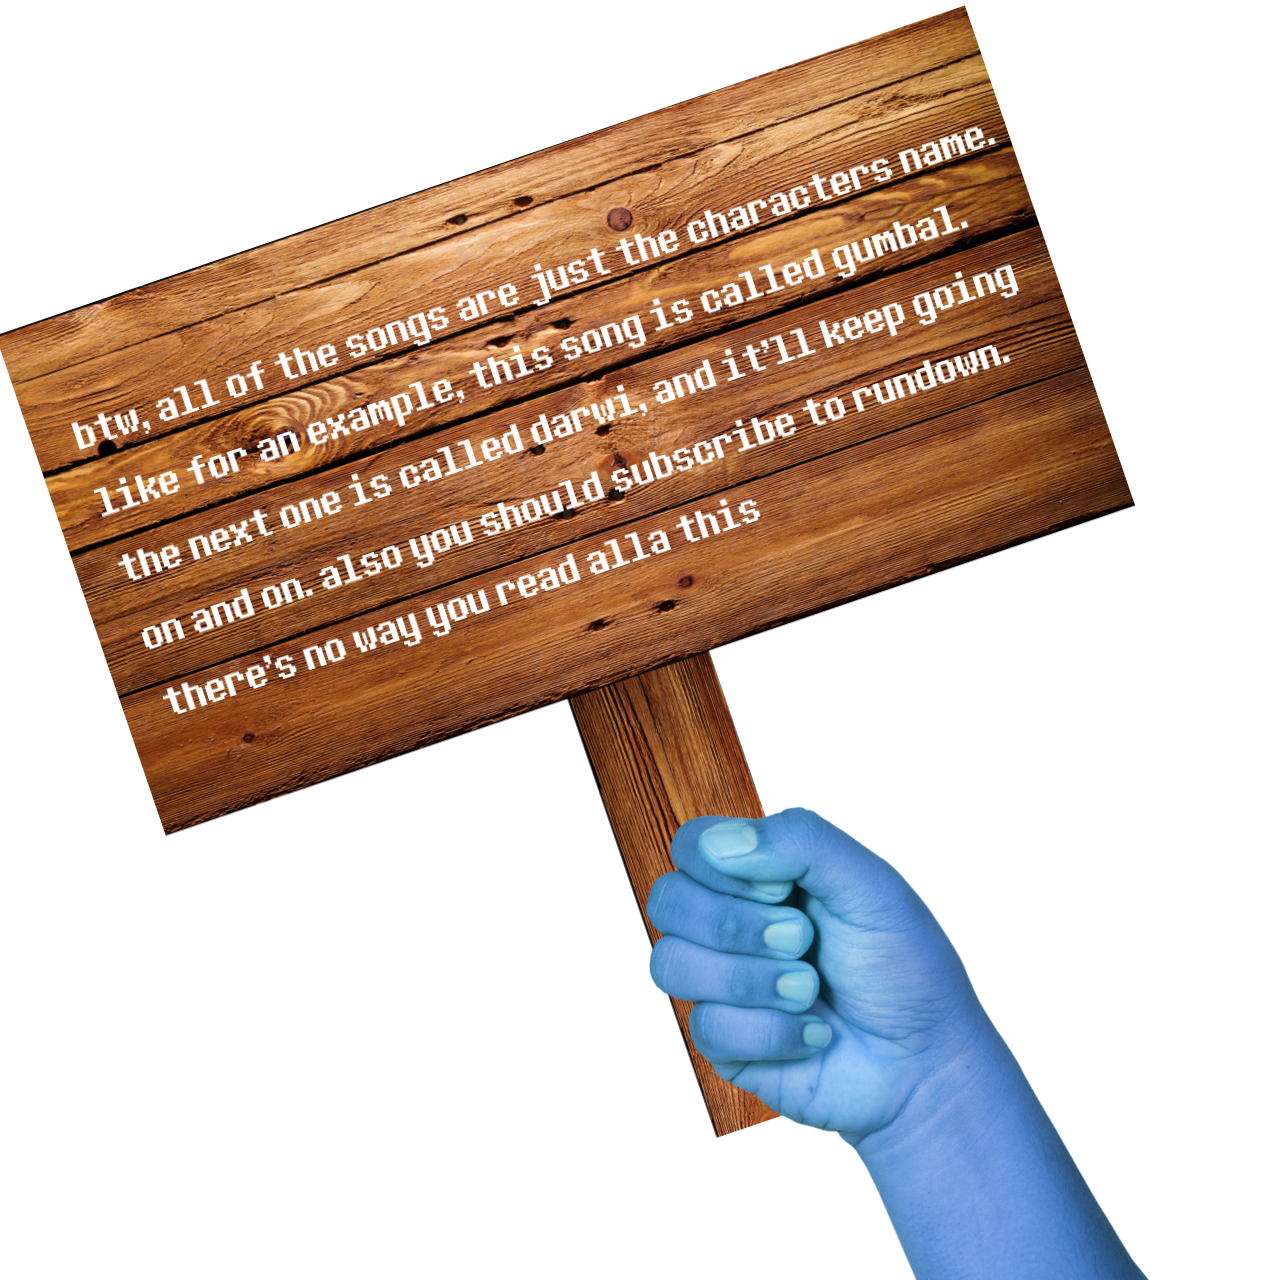 btw, all of the songs are just the characters name.
like for an example, this song is called gumbal.
the next one is called darwi, and it'll keep going
on and on. also you should subscribe to rundown.
there's no way you read alla this